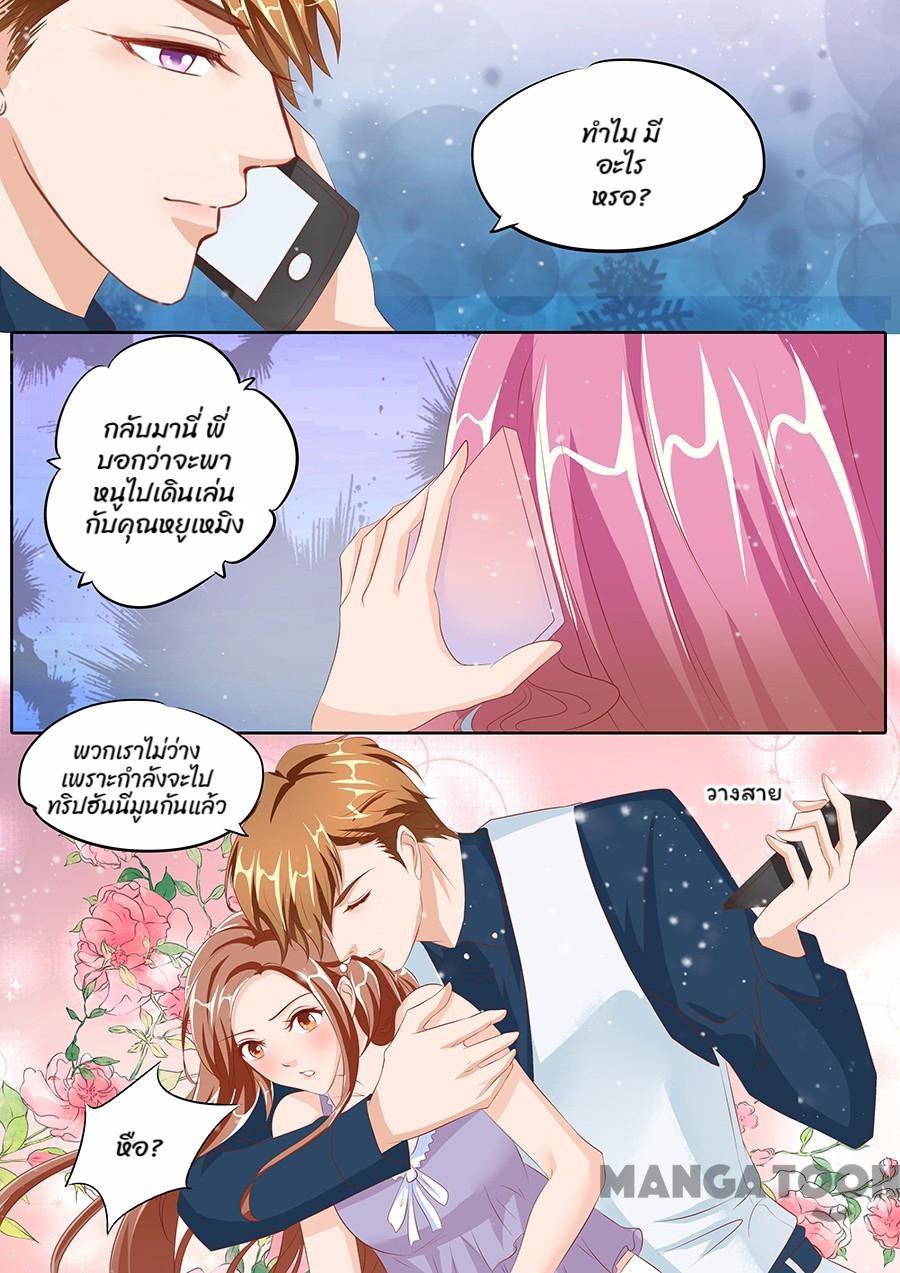 ทำไม มี
อะไร
หรอ?
กลับมานี่ พี่
บอกว่าจะพา
หนูไปเดินเล่น
กับคุณหยูเหมิง
พวกเราไม่ว่าง
เพราะกำลังจะไป
ทริปฮันนีมูนกันแล้ว
วางสาย
หือ?
MANGATOON